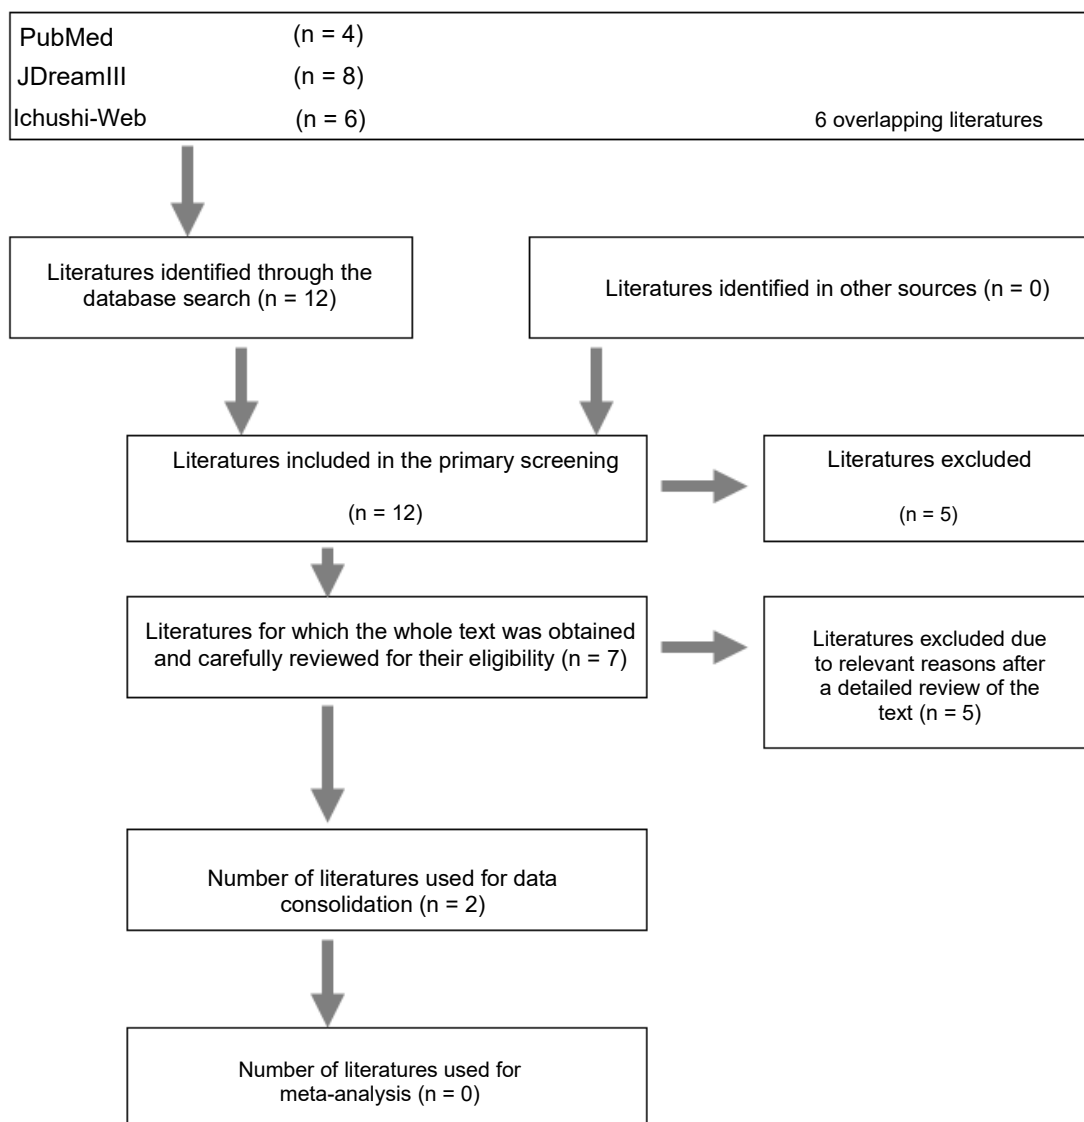 PubMed (n = 4)
JDreamIII (n = 8)
Ichushi-Web (n = 6)
6 overlapping literatures
Literatures identified through the
database search (n = 12)
Literatures identified in other sources (n = 0)
Literatures included in the primary screening
(n = 12)
Literatures excluded
(n = 5)
Literatures for which the whole text was obtained
and carefully reviewed for their eligibility (n = 7)
Literatures excluded due
to relevant reasons after
a detailed review of the
text (n = 5)
Number of literatures used for data
consolidation (n = 2)
Number of literatures used for
meta-analysis (n = 0)